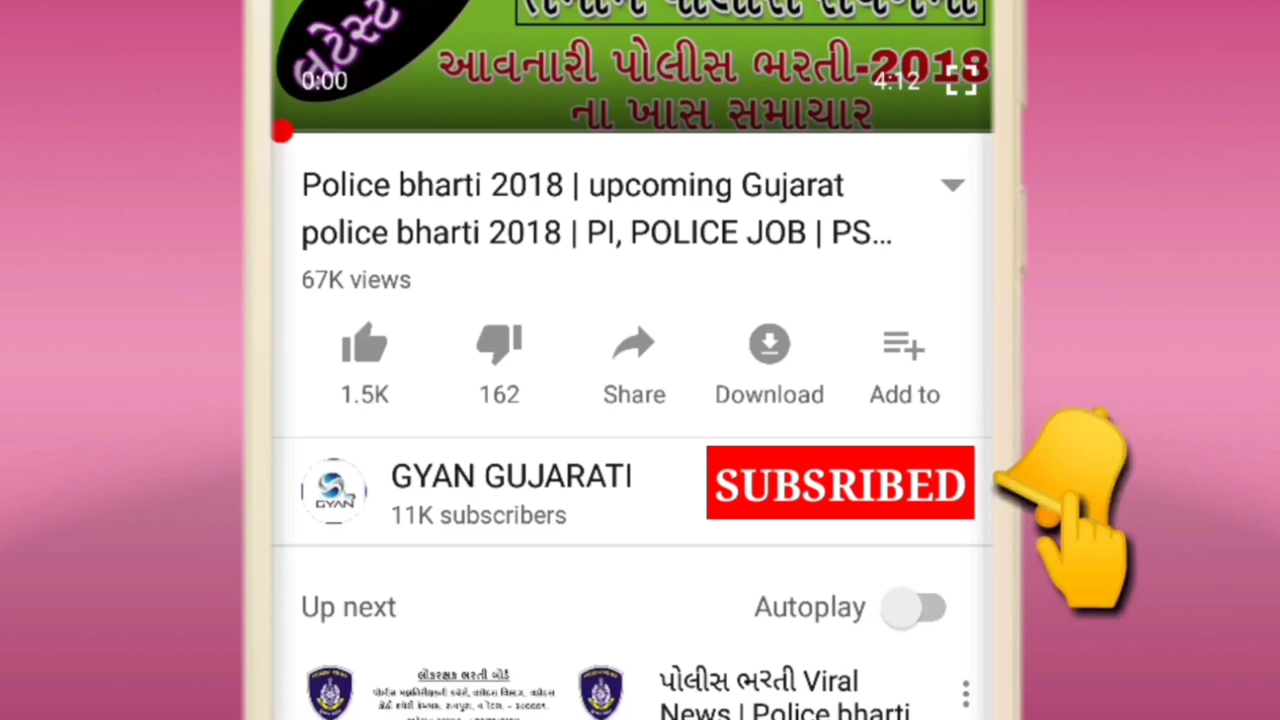 લેટેસ્ટ
આવનારી પોલીસ ભરતી-2018
0:00
4:12
ના ખાસ સમાચાર
Police bharti 2018 | upcoming Gujarat
police bharti 2018 | PI, POLICE JOB | PS...
67K views
1.5K
162
Share
Download
Add to
GYAN
GYAN GUJARATI
11K subscribers
SUBSRIBED
Up next
Autoplay
લોકરક્ષક ભરતી બોર્ડ
પોલીસ ભરતી Viral
News | Police bharti